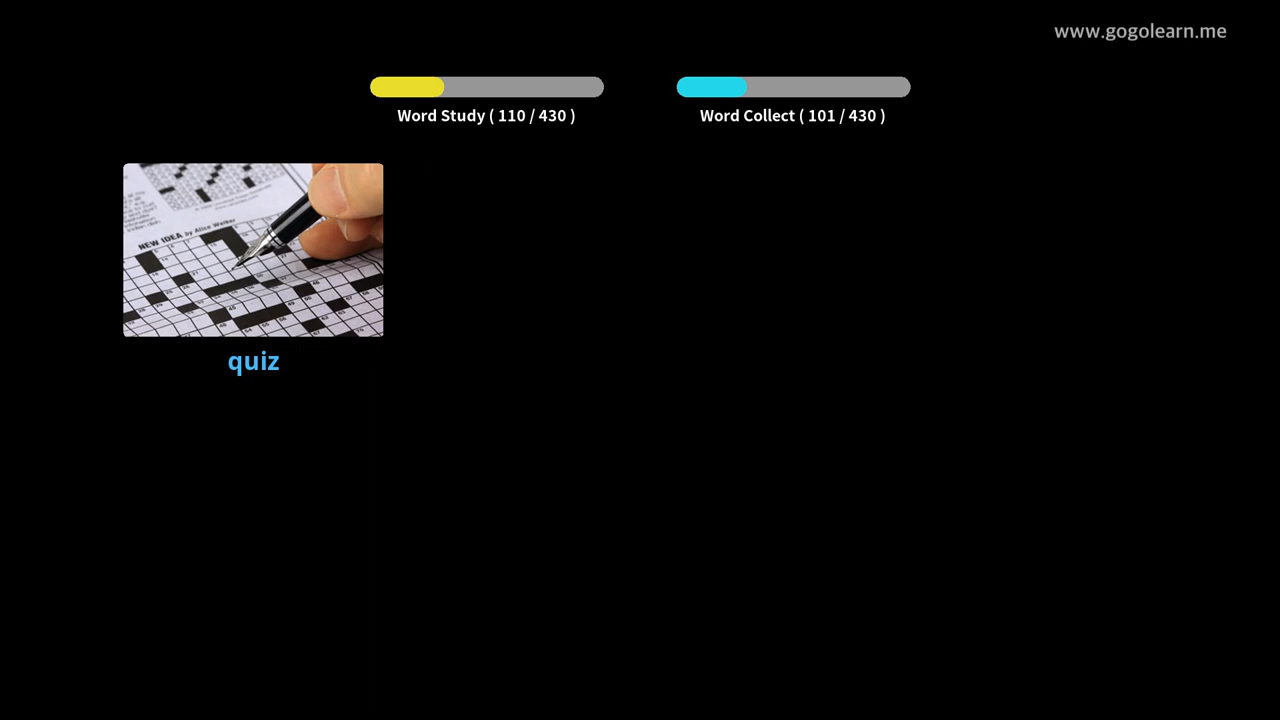 www.gogolearn.me
Word Study ( 110 / 430 )
Word Collect ( 101 / 430 )
NEW IDEA by Alice Walker
quiz